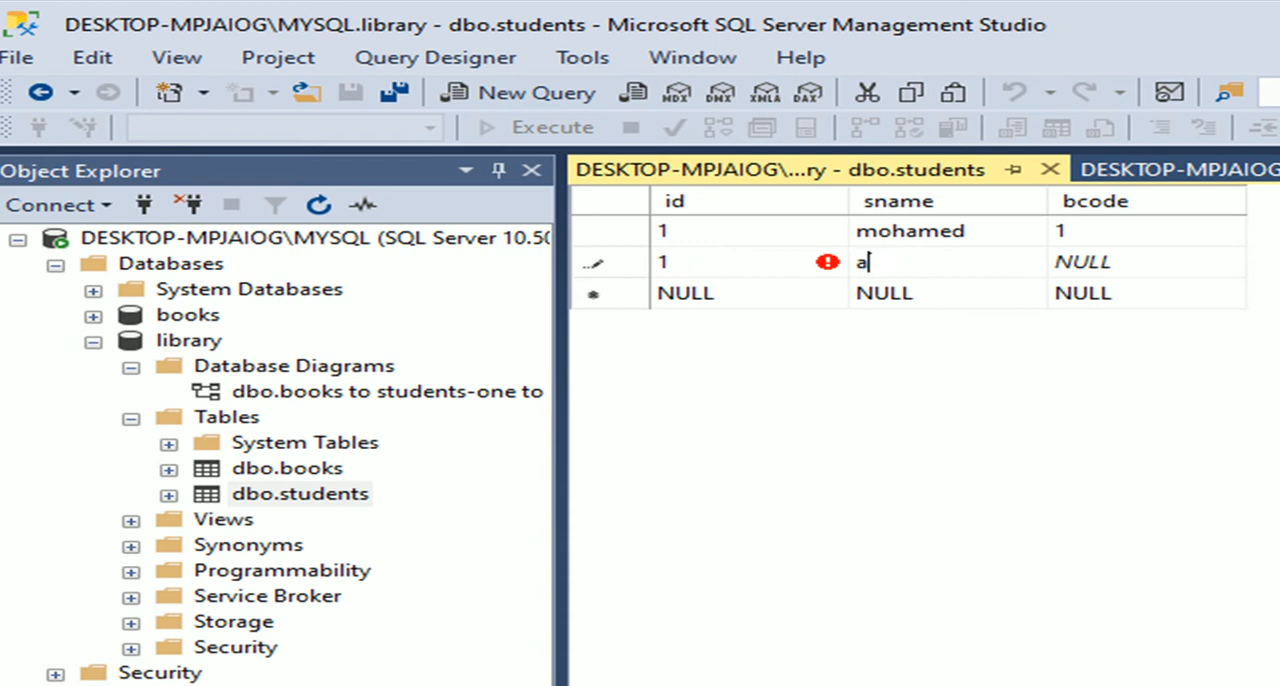 DESKTOP-MPJAIOG\MYSQL.library - dbo.students - Microsoft SQL Server Management Studio
File Edit View Project Query Designer Tools Window Help
New Query MDX DMX XMLA DAX
Execute
Object Explorer
DESKTOP-MPJAIOG\...ry - dbo.students
DESKTOP-MPJAIOG
Connect
DESKTOP-MPJAIOG\MYSQL (SQL Server 10.50
Databases
System Databases
books
library
Database Diagrams
dbo.books to students-one to
Tables
System Tables
dbo.books
dbo.students
Views
Synonyms
Programmability
Service Broker
Storage
Security
Security
id sname bcode
1 mohamed 1
1 a NULL
NULL NULL NULL